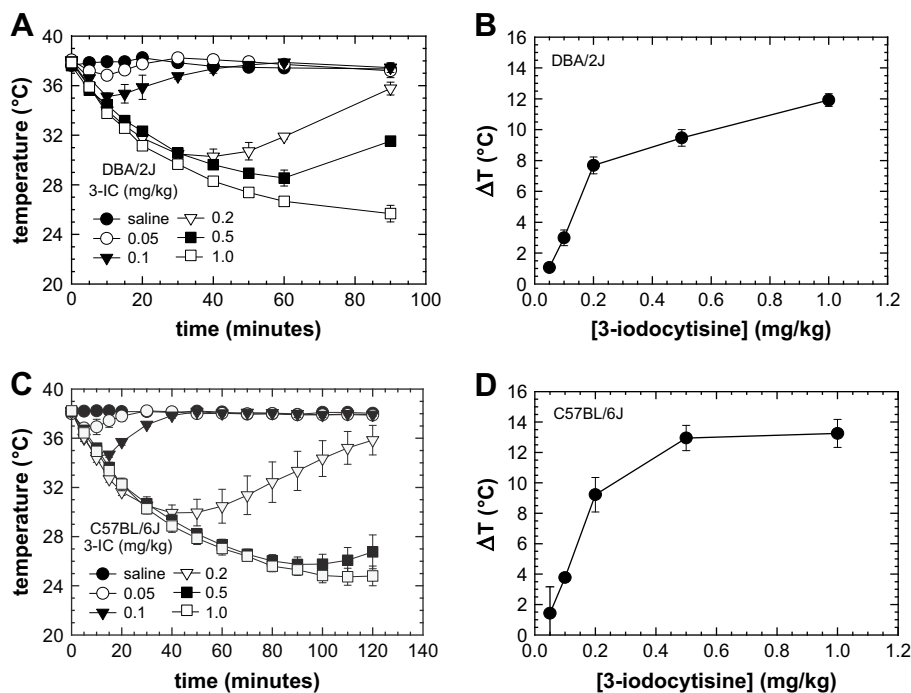 A
40
36
32
28
24
20
temperature (°C)
DBA/2J
3-IC (mg/kg)
saline
0.05
0.1
0.2
0.5
1.0
0 20 40 60 80 100
time (minutes)
B
16
14
12
10
8
6
4
2
0
ΔT (°C)
DBA/2J
0.0 0.2 0.4 0.6 0.8 1.0 1.2
[3-iodocytisine] (mg/kg)
C
40
36
32
28
24
20
temperature (°C)
C57BL/6J
3-IC (mg/kg)
saline
0.05
0.1
0.2
0.5
1.0
0 20 40 60 80 100 120 140
time (minutes)
D
16
14
12
10
8
6
4
2
0
ΔT (°C)
C57BL/6J
0.0 0.2 0.4 0.6 0.8 1.0 1.2
[3-iodocytisine] (mg/kg)